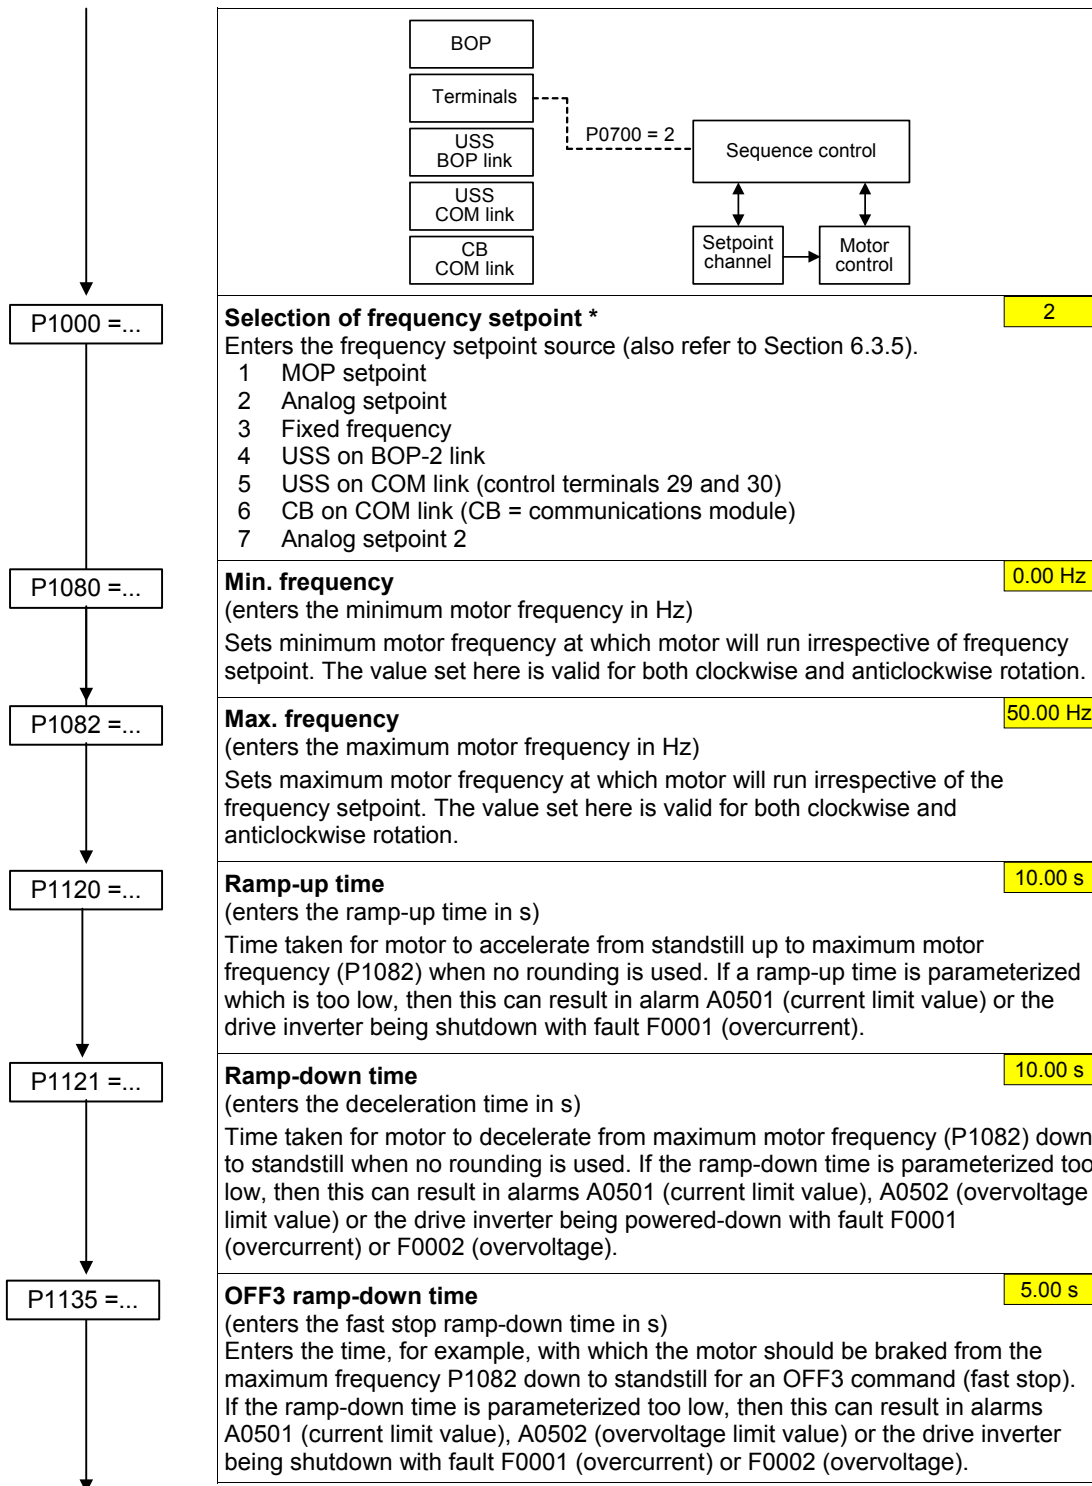 BOP
Terminals
USS
BOP link
USS
COM link
CB
COM link
P0700 = 2
Sequence control
Setpoint
channel
Motor
control
P1000 =...
Selection of frequency setpoint *
2
Enters the frequency setpoint source (also refer to Section 6.3.5).
1 MOP setpoint
2 Analog setpoint
3 Fixed frequency
4 USS on BOP-2 link
5 USS on COM link (control terminals 29 and 30)
6 CB on COM link (CB = communications module)
7 Analog setpoint 2
P1080 =...
Min. frequency
0.00 Hz
(enters the minimum motor frequency in Hz)
Sets minimum motor frequency at which motor will run irrespective of frequency
setpoint. The value set here is valid for both clockwise and anticlockwise rotation.
P1082 =...
Max. frequency
50.00 Hz
(enters the maximum motor frequency in Hz)
Sets maximum motor frequency at which motor will run irrespective of the
frequency setpoint. The value set here is valid for both clockwise and
anticlockwise rotation.
P1120 =...
Ramp-up time
10.00 s
(enters the ramp-up time in s)
Time taken for motor to accelerate from standstill up to maximum motor
frequency (P1082) when no rounding is used. If a ramp-up time is parameterized
which is too low, then this can result in alarm A0501 (current limit value) or the
drive inverter being shutdown with fault F0001 (overcurrent).
P1121 =...
Ramp-down time
10.00 s
(enters the deceleration time in s)
Time taken for motor to decelerate from maximum motor frequency (P1082) down
to standstill when no rounding is used. If the ramp-down time is parameterized too
low, then this can result in alarms A0501 (current limit value), A0502 (overvoltage
limit value) or the drive inverter being powered-down with fault F0001
(overcurrent) or F0002 (overvoltage).
P1135 =...
OFF3 ramp-down time
5.00 s
(enters the fast stop ramp-down time in s)
Enters the time, for example, with which the motor should be braked from the
maximum frequency P1082 down to standstill for an OFF3 command (fast stop).
If the ramp-down time is parameterized too low, then this can result in alarms
A0501 (current limit value), A0502 (overvoltage limit value) or the drive inverter
being shutdown with fault F0001 (overcurrent) or F0002 (overvoltage).